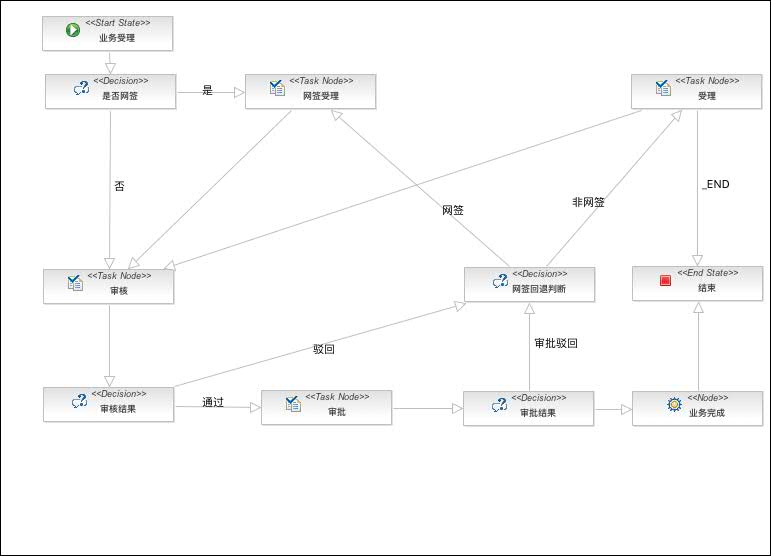 <<Start State>>
业务受理
<<Decision>>
是否网签
是
<<Task Node>>
网签受理
<<Task Node>>
受理
否
网签
非网签
_END
<<Task Node>>
审核
<<Decision>>
网签回退判断
<<End State>>
结束
驳回
审批驳回
<<Decision>>
审核结果
通过
<<Task Node>>
审批
<<Decision>>
审批结果
<<Node>>
业务完成